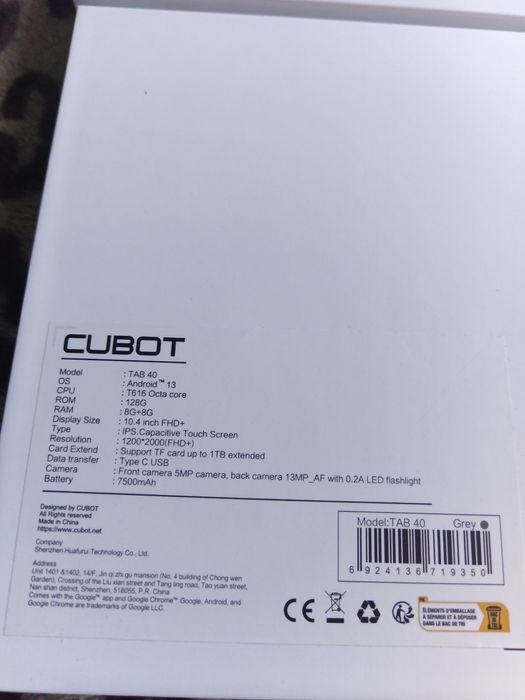 CUBOT
Model : TAB 40
OS : Android™ 13
CPU : T616 Octa core
ROM : 128G
RAM : 8G+8G
Display Size : 10.4 inch FHD+
Type : IPS.Capacitive Touch Screen
Resolution : 1200*2000(FHD+)
Card Extend : Support TF card up to 1TB extended
Data transfer : Type C USB
Camera : Front camera 5MP camera, back camera 13MP_AF with 0.2A LED flashlight
Battery : 7500mAh
Designed by CUBOT
All Rights reserved
Made in China
https://www.cubot.net
Company
Shenzhen Huafurui Technology Co., Ltd.
Address
Unit 1401 &1402, 14/F, Jin qi zhi gu mansion (No. 4 building of Chong wen
Garden), Crossing of the Liu xian street and Tang ling road, Tao yuan street,
Nan shan district, Shenzhen, 518055, P.R. China
Comes with the Google™ app and Google Chrome™ Google, Android, and
Google Chrome are trademarks of Google LLC.
Model:TAB 40 Grey
6 924136 719350
CE
FR
ÉLÉMENTS D'EMBALLAGE
À SÉPARER ET À DÉPOSER
DANS LE BAC DE TRI
BAC
DE
TRI